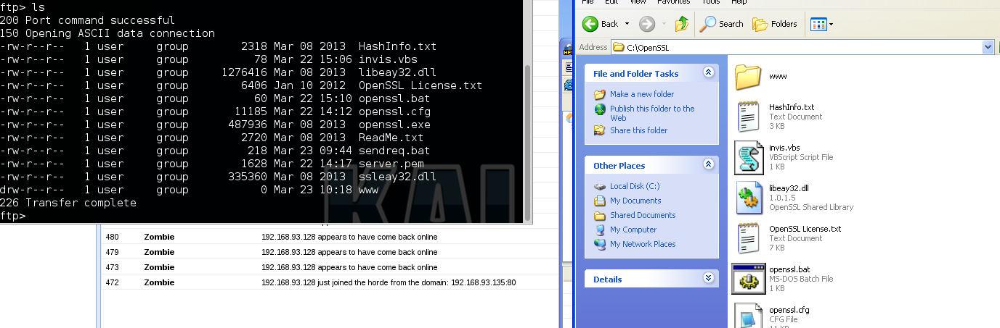 ftp> ls
200 Port command successful
150 Opening ASCII data connection
-rw-r--r-- 1 user group 2318 Mar 08 2013 HashInfo.txt
-rw-r--r-- 1 user group 78 Mar 22 15:06 invis.vbs
-rw-r--r-- 1 user group 1276416 Mar 08 2013 libeay32.dll
-rw-r--r-- 1 user group 6406 Jan 10 2012 OpenSSL License.txt
-rw-r--r-- 1 user group 60 Mar 22 15:10 openssl.bat
-rw-r--r-- 1 user group 11185 Mar 22 14:12 openssl.cfg
-rw-r--r-- 1 user group 487936 Mar 08 2013 openssl.exe
-rw-r--r-- 1 user group 2720 Mar 08 2013 ReadMe.txt
-rw-r--r-- 1 user group 218 Mar 23 09:44 sendreq.bat
-rw-r--r-- 1 user group 1628 Mar 22 14:17 server.pem
-rw-r--r-- 1 user group 335360 Mar 08 2013 ssleay32.dll
drw-r--r-- 1 user group 0 Mar 23 10:18 www
226 Transfer complete
ftp>
KAL
480 Zombie 192.168.93.128 appears to have come back online
479 Zombie 192.168.93.128 appears to have come back online
473 Zombie 192.168.93.128 appears to have come back online
472 Zombie 192.168.93.128 just joined the horde from the domain: 192.168.93.135:80
HFS
File Edit View Favorites Tools Help
Back Search Folders
Address C:\OpenSSL
File and Folder Tasks
Make a new folder
Publish this folder to the
Web
Share this folder
Other Places
Local Disk (C:)
My Documents
Shared Documents
My Computer
My Network Places
Details
www
HashInfo.txt
Text Document
3 KB
invis.vbs
VBScript Script File
1 KB
libeay32.dll
1.0.1.5
OpenSSL Shared Library
OpenSSL License.txt
Text Document
7 KB
openssl.bat
MS-DOS Batch File
1 KB
openssl.cfg
CFG File
11 KB